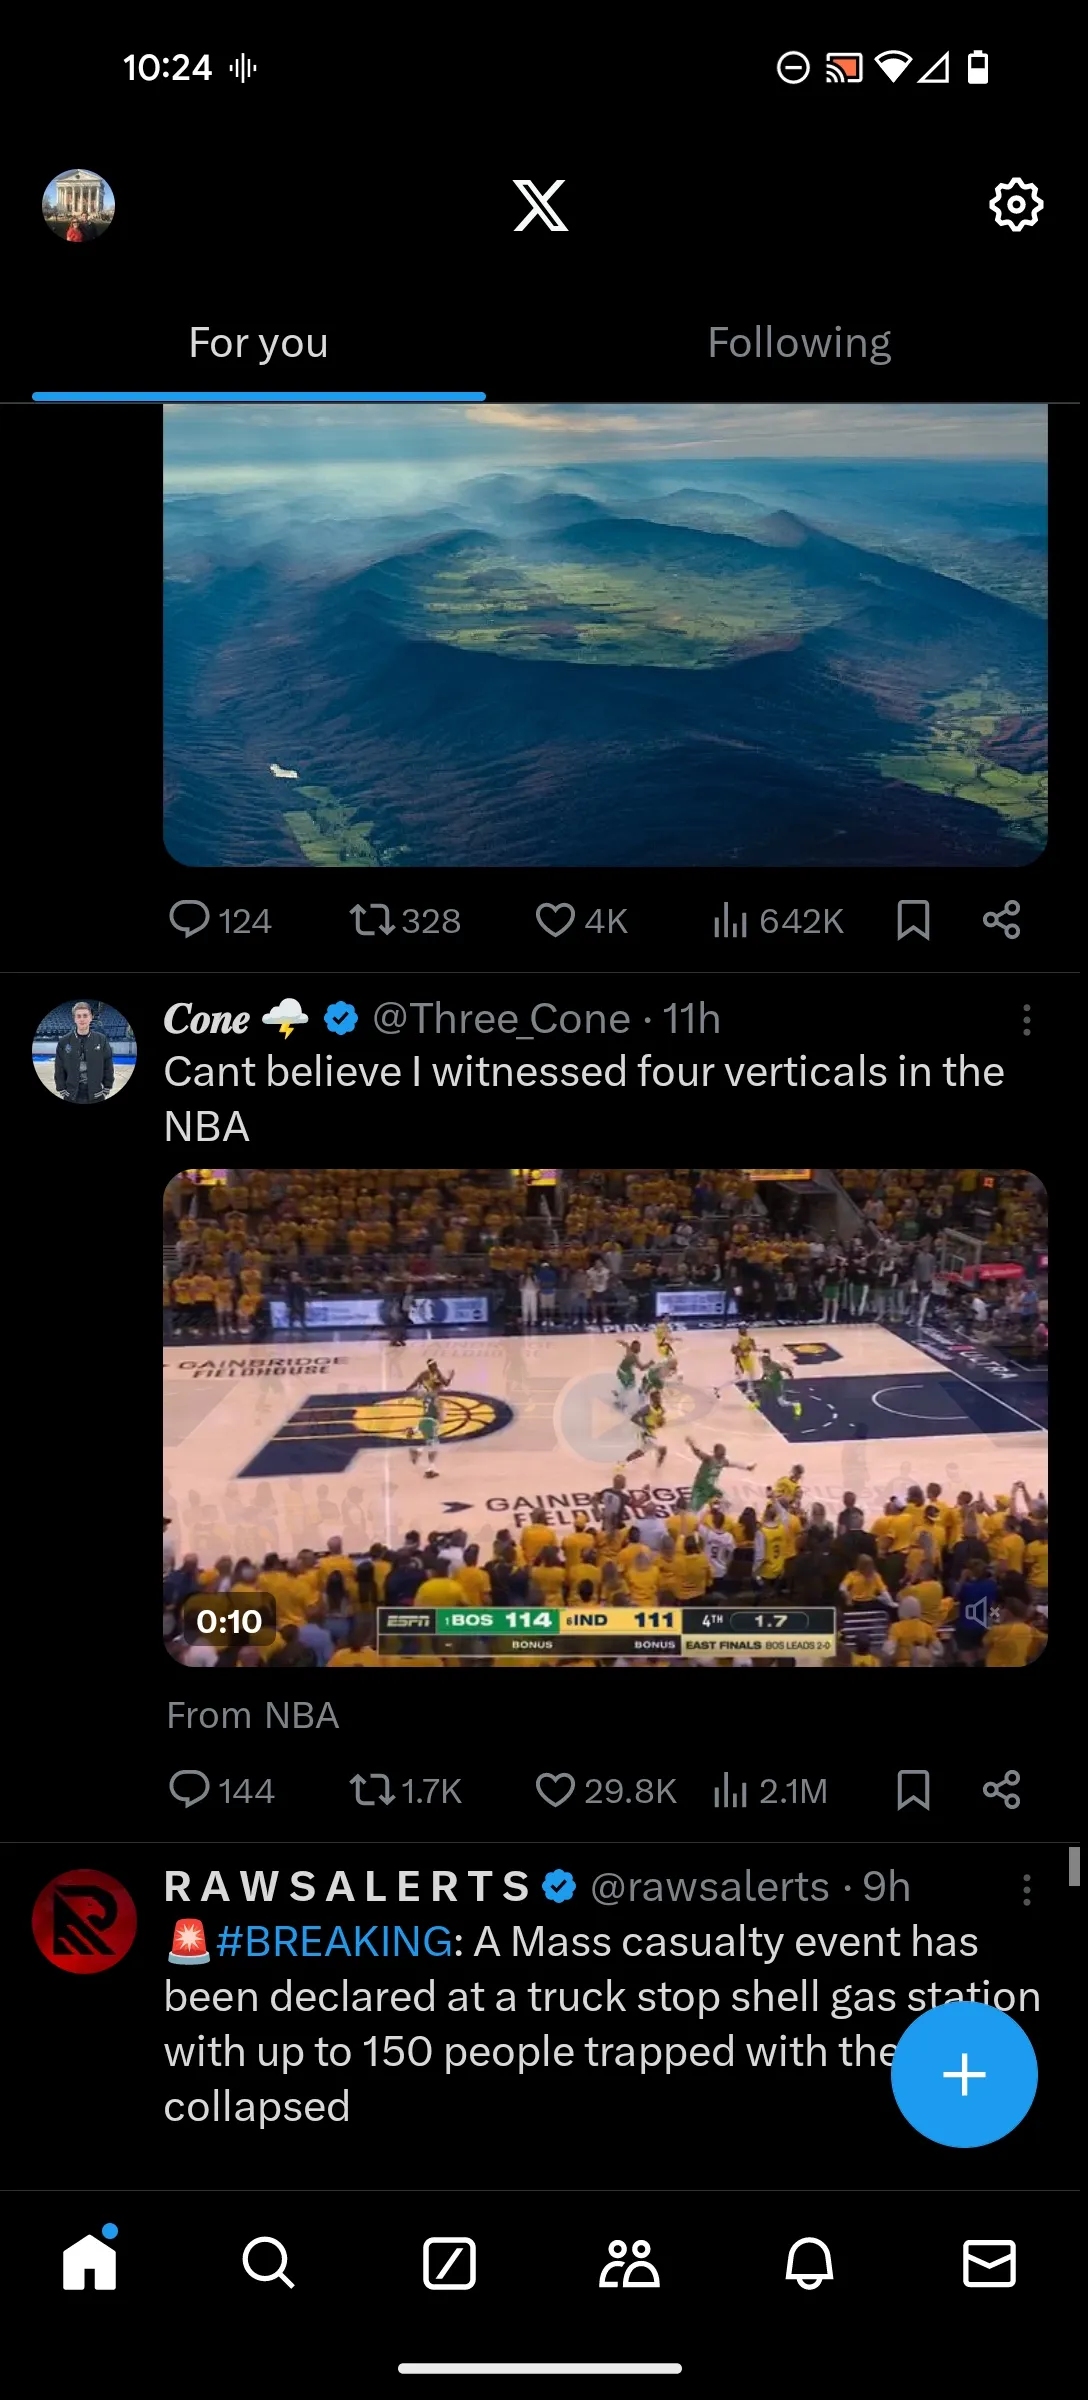 10:24
For you
Following
124 328 4K 642K
Cone @Three_Cone · 11h
Cant believe I witnessed four verticals in the
NBA
GAINBRIDGE
FIELDHOUSE
ULTRA
GAINBRIDGE
FIELDHOUSE
0:10
ESPN 1 BOS 114 6 IND 111 4TH 1.7
BONUS BONUS EAST FINALS BOS LEADS 2-0
From NBA
144 1.7K 29.8K 2.1M
R A W S A L E R T S @rawsalerts · 9h
🚨#BREAKING: A Mass casualty event has
been declared at a truck stop shell gas station
with up to 150 people trapped with the
collapsed